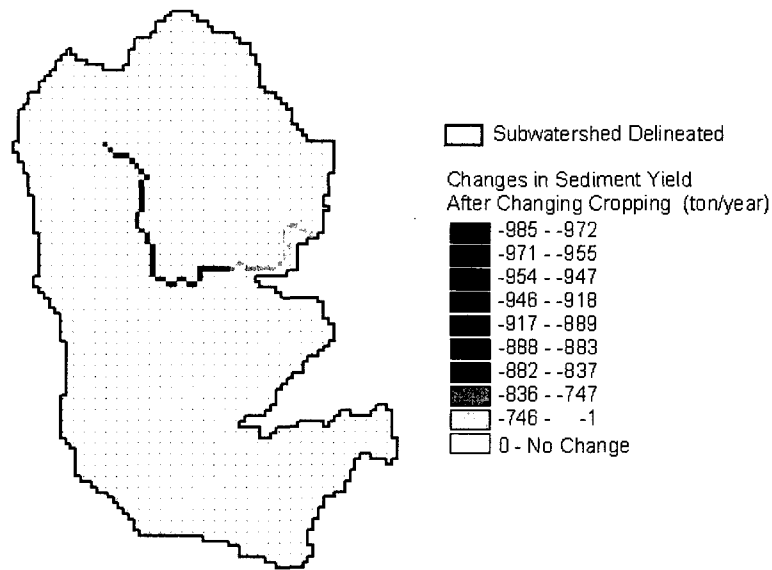 Subwatershed Delineated
Changes in Sediment Yield
After Changing Cropping (ton/year)
-985 - -972
-971 - -955
-954 - -947
-946 - -918
-917 - -889
-888 - -883
-882 - -837
-836 - -747
-746 - -1
0 - No Change